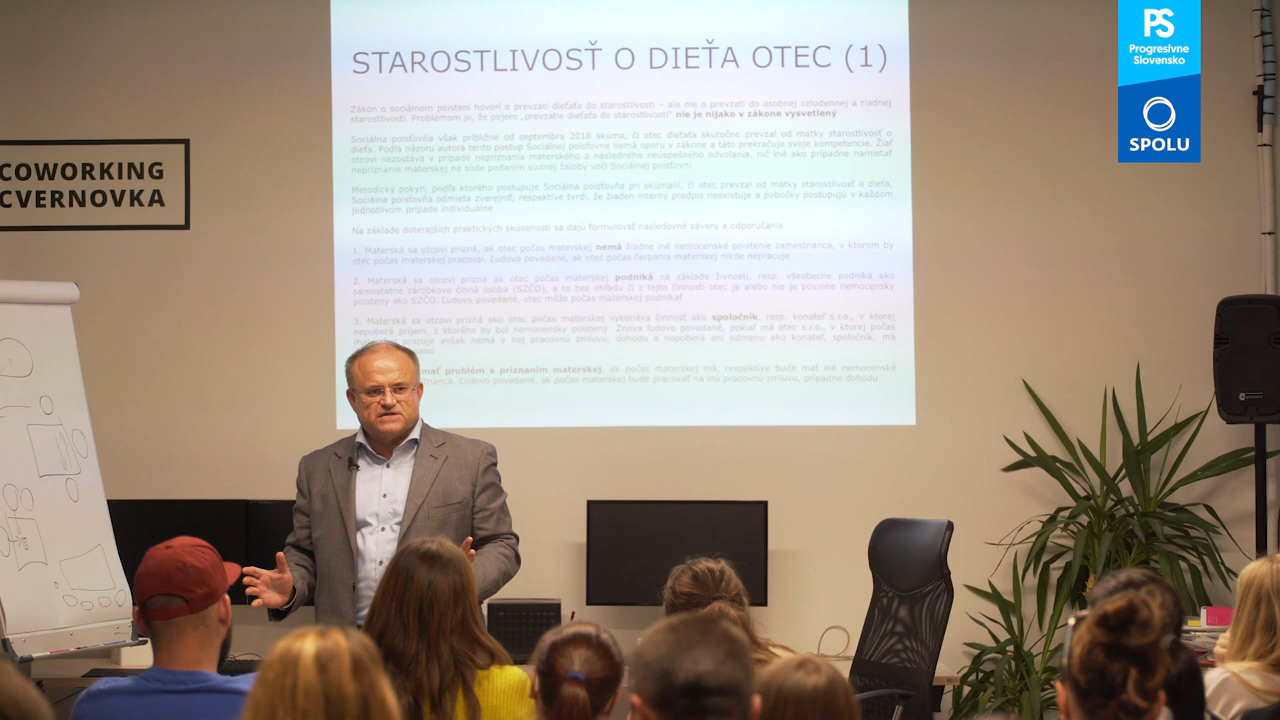 STAROSTLIVOSŤ O DIEŤA OTEC (1)
Zákon o sociálnom poistení hovorí o prevzatí dieťaťa do starostlivosti – ale nie o prevzatí do osobnej celodennej a riadnej
starostlivosti. Problémom je, že pojem „prevzatie dieťaťa do starostlivosti" nie je nijako v zákone vysvetlený
Sociálna poisťovňa však približne od septembra 2018 skúma, či otec dieťaťa skutočne prevzal od matky starostlivosť o
dieťa. Podľa názoru autora tento postup Sociálnej poisťovne nemá oporu v zákone a táto prekračuje svoje kompetencie. Žiaľ
otcovi nezostáva v prípade nepriznania materského a následného neúspešného odvolania, nič iné ako prípadne namietať
nepriznanie materskej na súde podaním súdnej žaloby voči Sociálnej poisťovni
Metodický pokyn, podľa ktorého postupuje Sociálna poisťovňa pri skúmaní, či otec prevzal od matky starostlivosť o dieťa,
Sociálna poisťovňa odmieta zverejniť, respektíve tvrdí, že žiaden interný predpis neexistuje a pobočky postupujú v každom
jednotlivom prípade individuálne
Na základe doterajších praktických skúseností sa dajú formulovať nasledovné závery a odporúčania
1. Materská sa otcovi prizná, ak otec počas materskej nemá žiadne iné nemocenské poistenie zamestnanca, v ktorom by
otec počas materskej pracoval. Ľudovo povedané, ak otec počas čerpania materskej nikde nepracuje
2. Materská sa otcovi prizná ak otec počas materskej podniká na základe živnosti, resp. všeobecne podniká ako
samostatne zárobkovo činná osoba (SZČO), a to bez ohľadu či z tejto činnosti otec je alebo nie je povinne nemocensky
poistený ako SZČO. Ľudovo povedané, otec môže počas materskej podnikať
3. Materská sa otcovi prizná ako otec počas materskej vykonáva činnosť ako spoločník, resp. konateľ s.r.o., v ktorej
nepoberá príjem, z ktorého by bol nemocensky poistený. Znova ľudovo povedané, pokiaľ má otec s.r.o., v ktorej počas
pracuje avšak nemá v nej pracovnú zmluvu, dohodu a nepoberá ani odmenu ako konateľ, spoločník, má
mať problém s priznaním materskej, ak počas materskej má, respektíve bude mať iné nemocenské
Ľudovo povedané, ak počas materskej bude pracovať na inú pracovnú zmluvu, prípadne dohodu
COWORKING
CVERNOVKA
PS
Progresívne
Slovensko
SPOLU